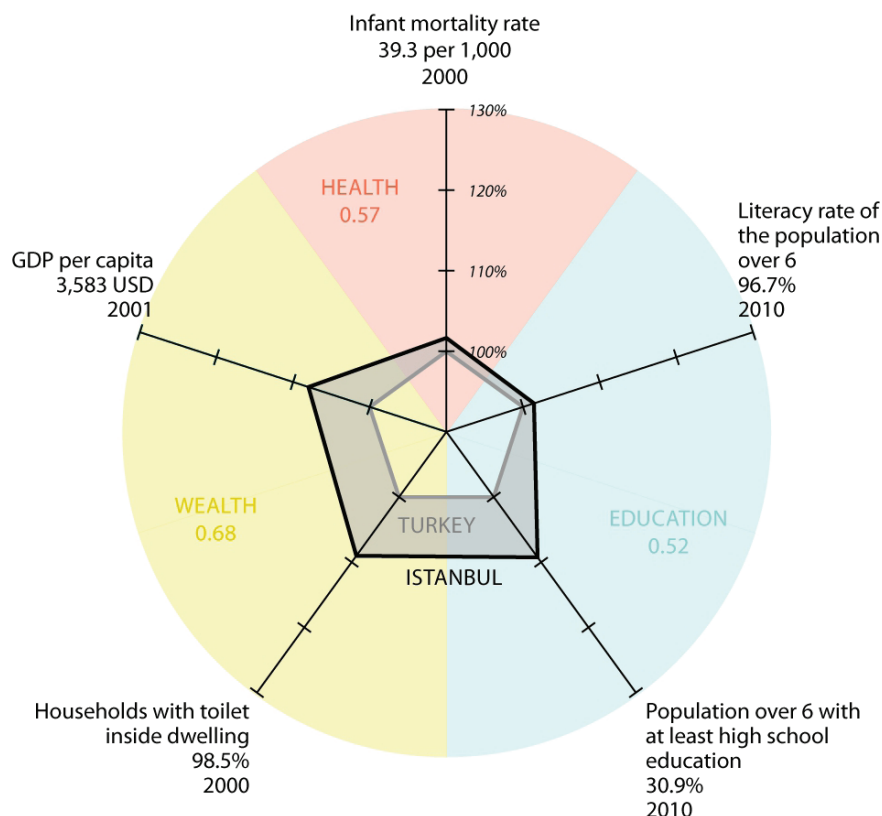 Infant mortality rate
39.3 per 1,000
2000
130%
120%
110%
100%
HEALTH
0.57
Literacy rate of
the population
over 6
96.7%
2010
GDP per capita
3,583 USD
2001
WEALTH
0.68
EDUCATION
0.52
TURKEY
ISTANBUL
Households with toilet
inside dwelling
98.5%
2000
Population over 6 with
at least high school
education
30.9%
2010